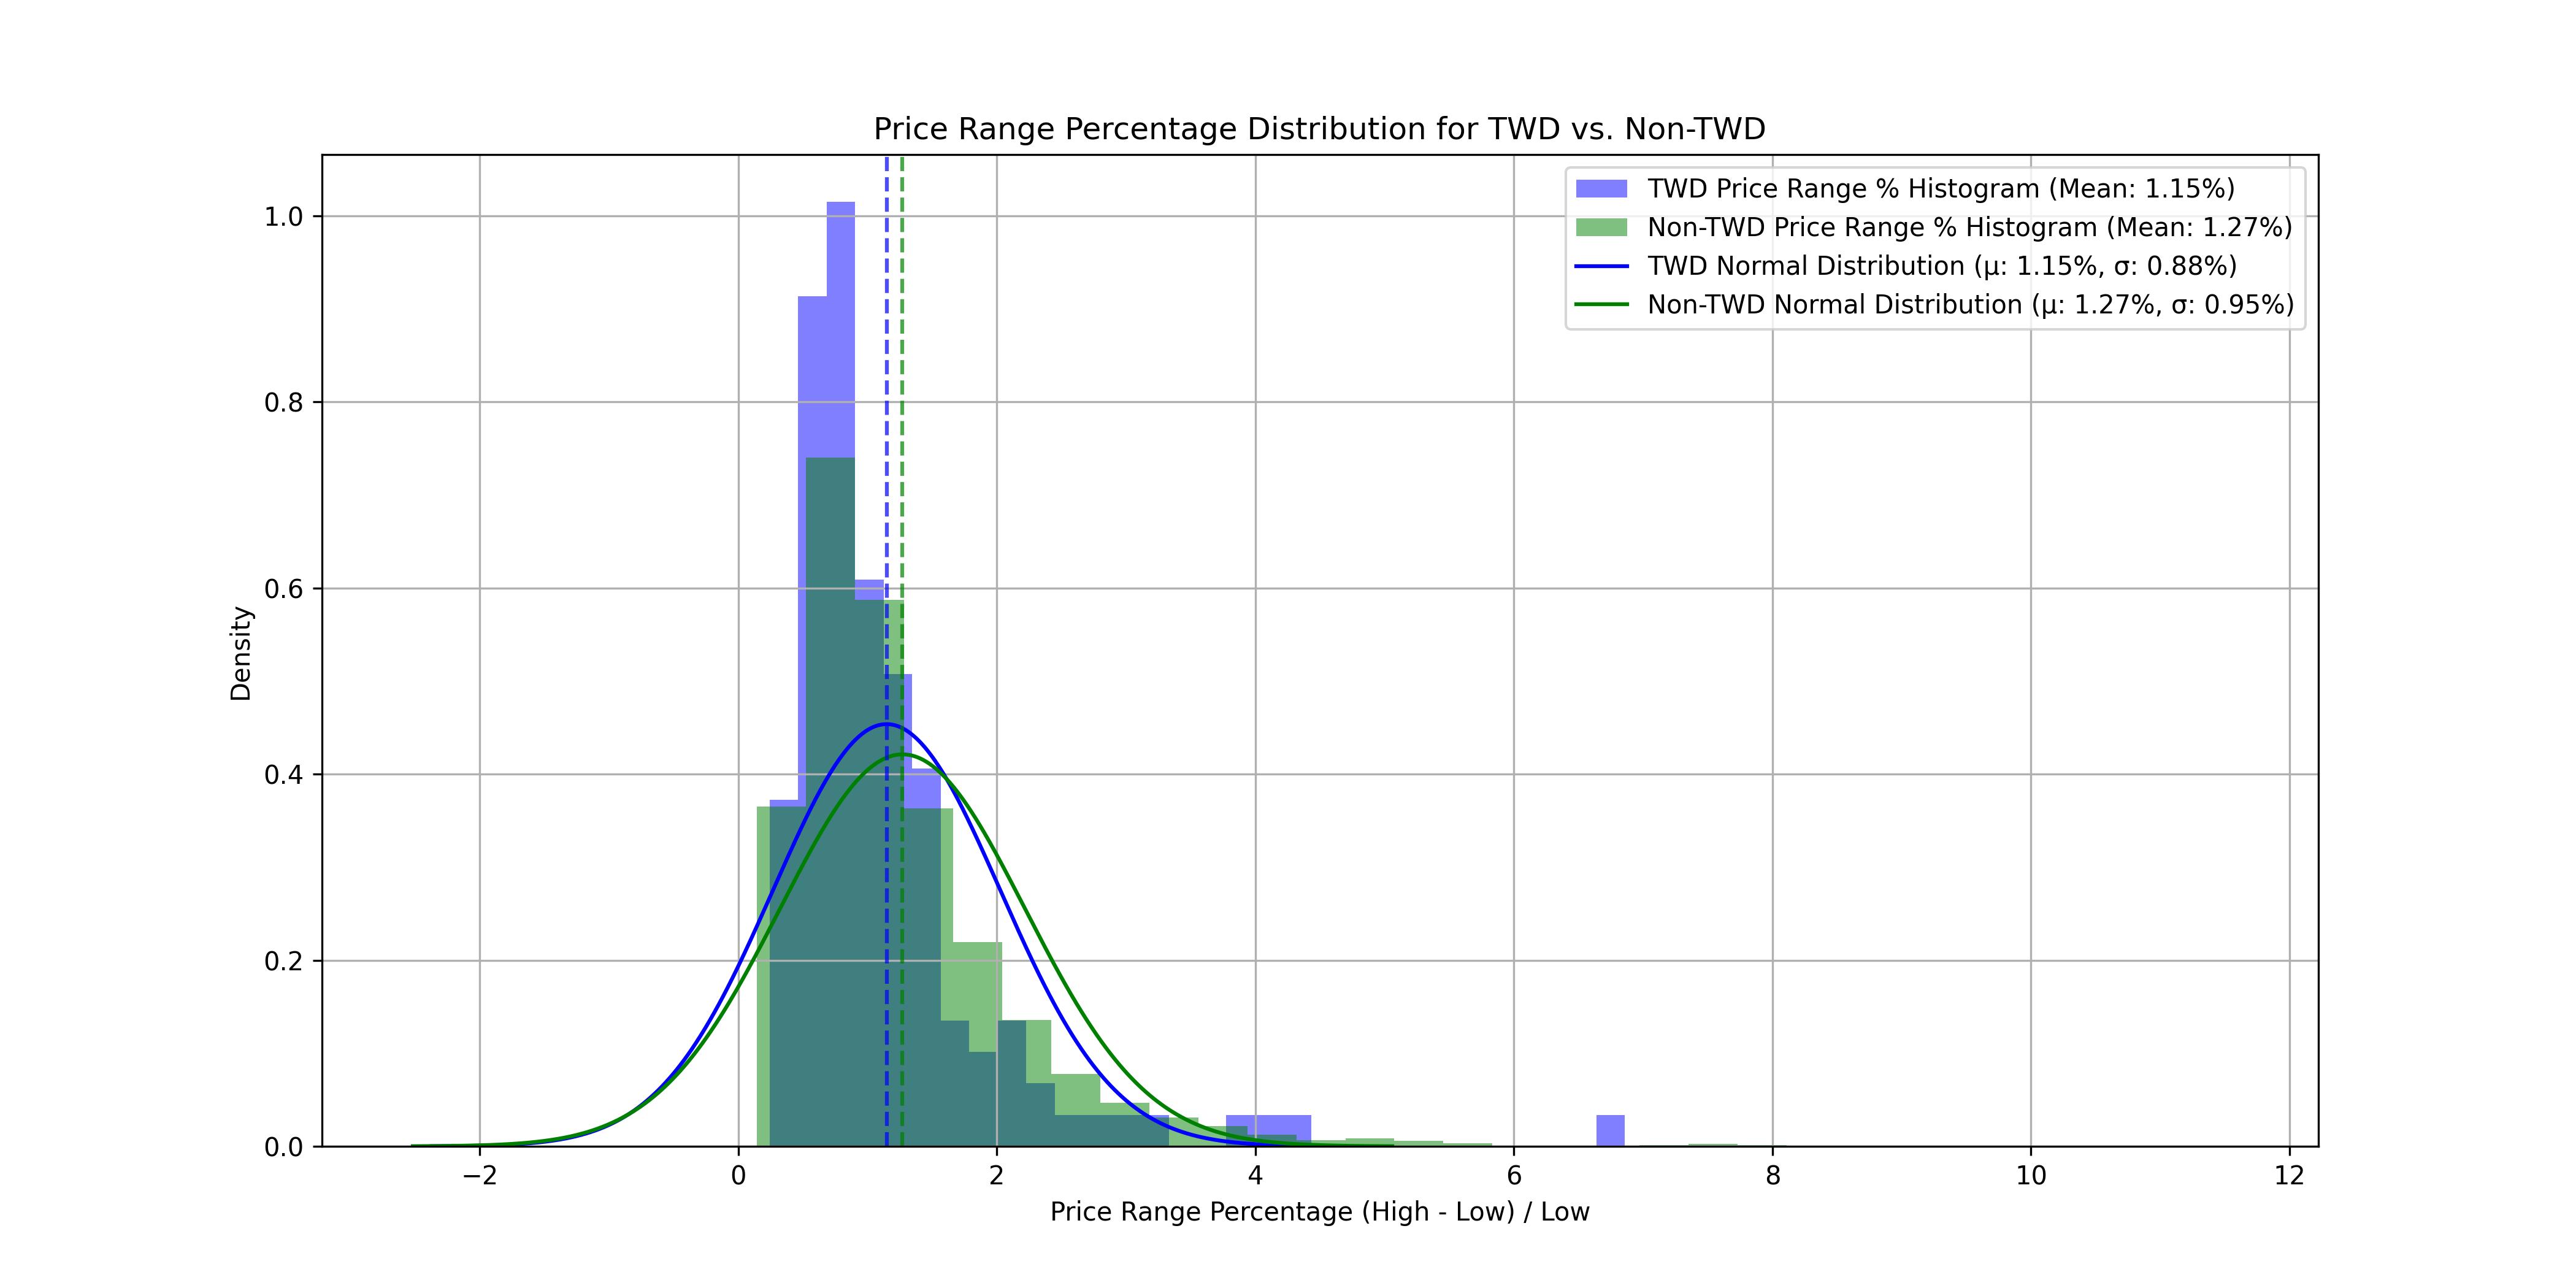 Price Range Percentage Distribution for TWD vs. Non-TWD
TWD Price Range % Histogram (Mean: 1.15%)
Non-TWD Price Range % Histogram (Mean: 1.27%)
TWD Normal Distribution (μ: 1.15%, σ: 0.88%)
Non-TWD Normal Distribution (μ: 1.27%, σ: 0.95%)
1.0
0.8
0.6
0.4
0.2
0.0
Density
−2
0
2
4
6
8
10
12
Price Range Percentage (High - Low) / Low